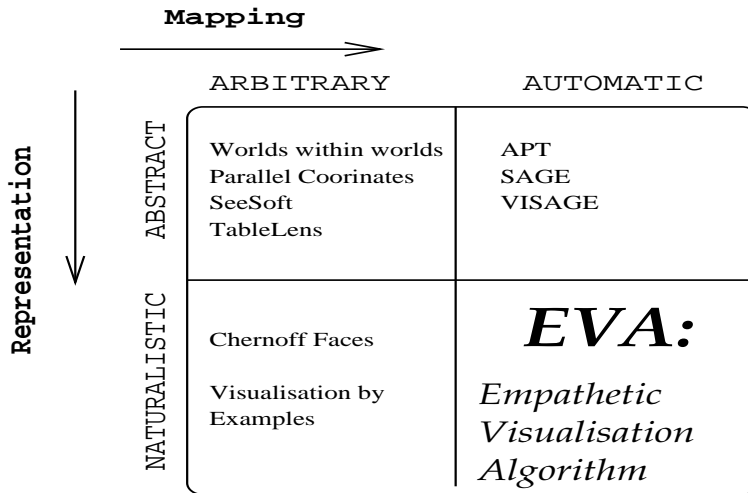 Mapping
ARBITRARY AUTOMATIC
Representation
ABSTRACT
Worlds within worlds
Parallel Coorinates
SeeSoft
TableLens
APT
SAGE
VISAGE
NATURALISTIC
Chernoff Faces
Visualisation by
Examples
EVA:
Empathetic
Visualisation
Algorithm